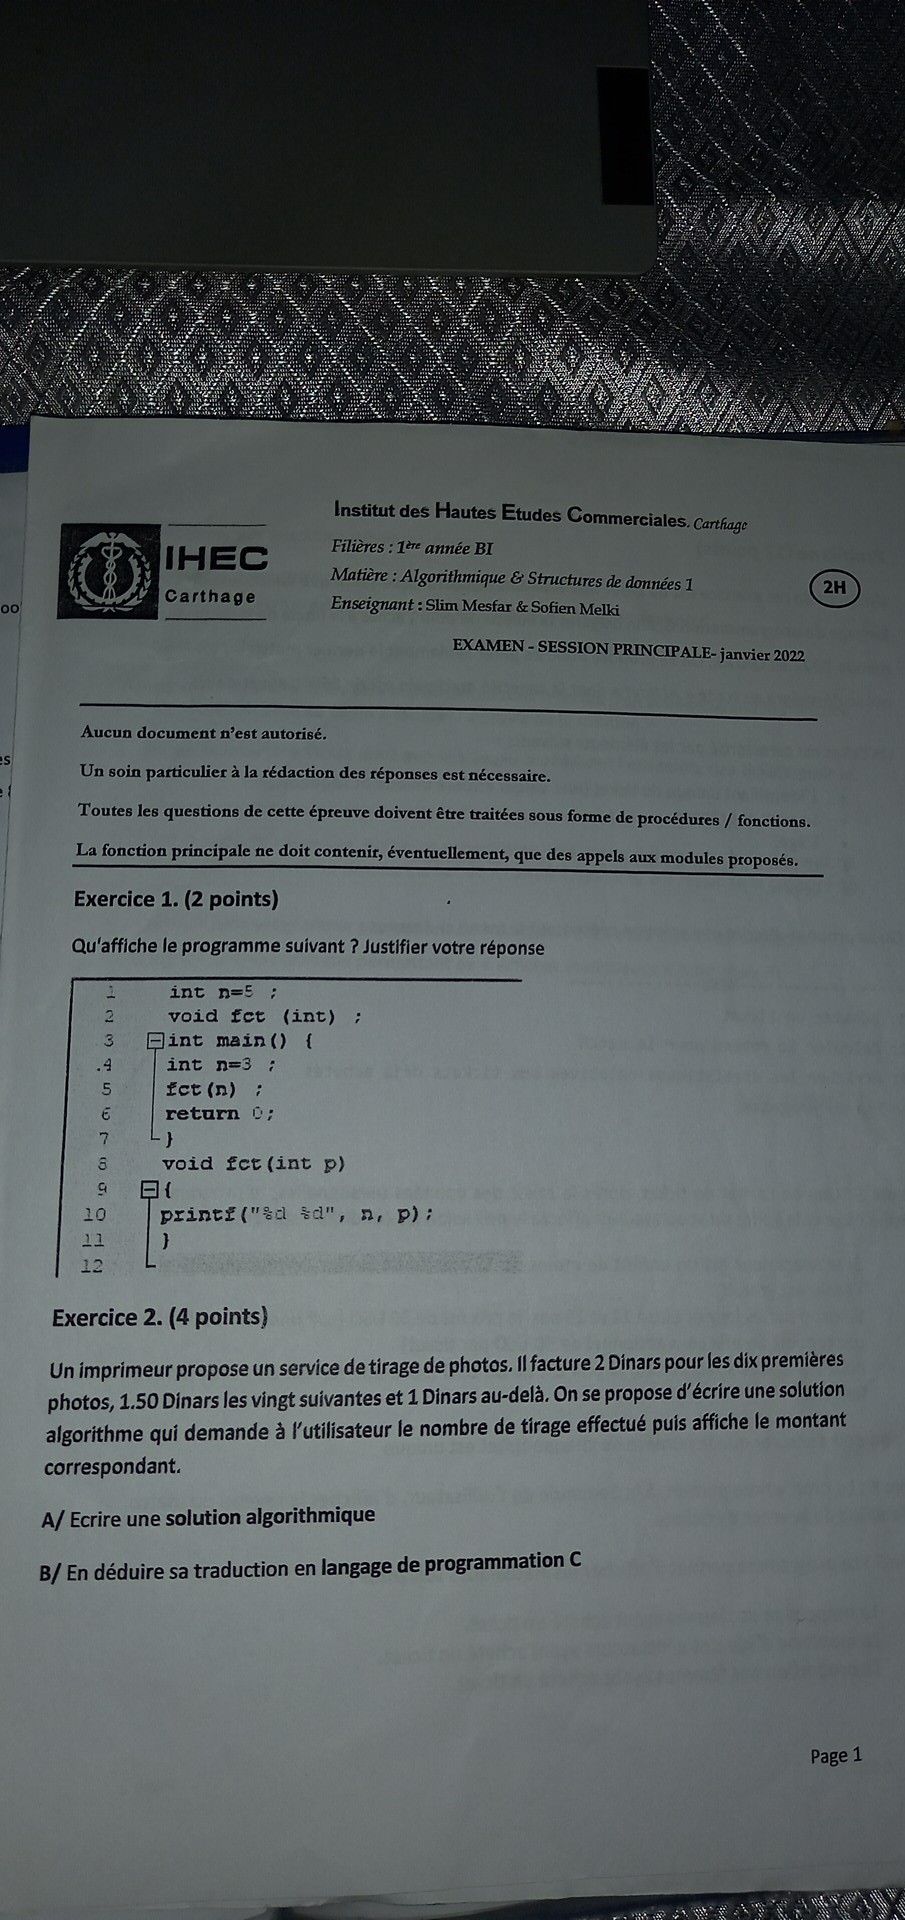 IHEC
Carthage
Institut des Hautes Etudes Commerciales. Carthage
Filières : 1ère année BI
Matière : Algorithmique & Structures de données 1
Enseignant : Slim Mesfar & Sofien Melki
2H
EXAMEN - SESSION PRINCIPALE- janvier 2022
Aucun document n'est autorisé.
Un soin particulier à la rédaction des réponses est nécessaire.
Toutes les questions de cette épreuve doivent être traitées sous forme de procédures / fonctions.
La fonction principale ne doit contenir, éventuellement, que des appels aux modules proposés.
Exercice 1. (2 points)
Qu'affiche le programme suivant ? Justifier votre réponse
1 int n=5 ;
2 void fct (int) ;
3 int main() {
4 int n=3 ;
5 fct(n) ;
6 return 0;
7 }
8 void fct(int p)
9 {
10 printf("%d %d", n, p);
11 }
12
Exercice 2. (4 points)
Un imprimeur propose un service de tirage de photos. Il facture 2 Dinars pour les dix premières
photos, 1.50 Dinars les vingt suivantes et 1 Dinars au-delà. On se propose d'écrire une solution
algorithme qui demande à l'utilisateur le nombre de tirage effectué puis affiche le montant
correspondant.
A/ Ecrire une solution algorithmique
B/ En déduire sa traduction en langage de programmation C
Page 1